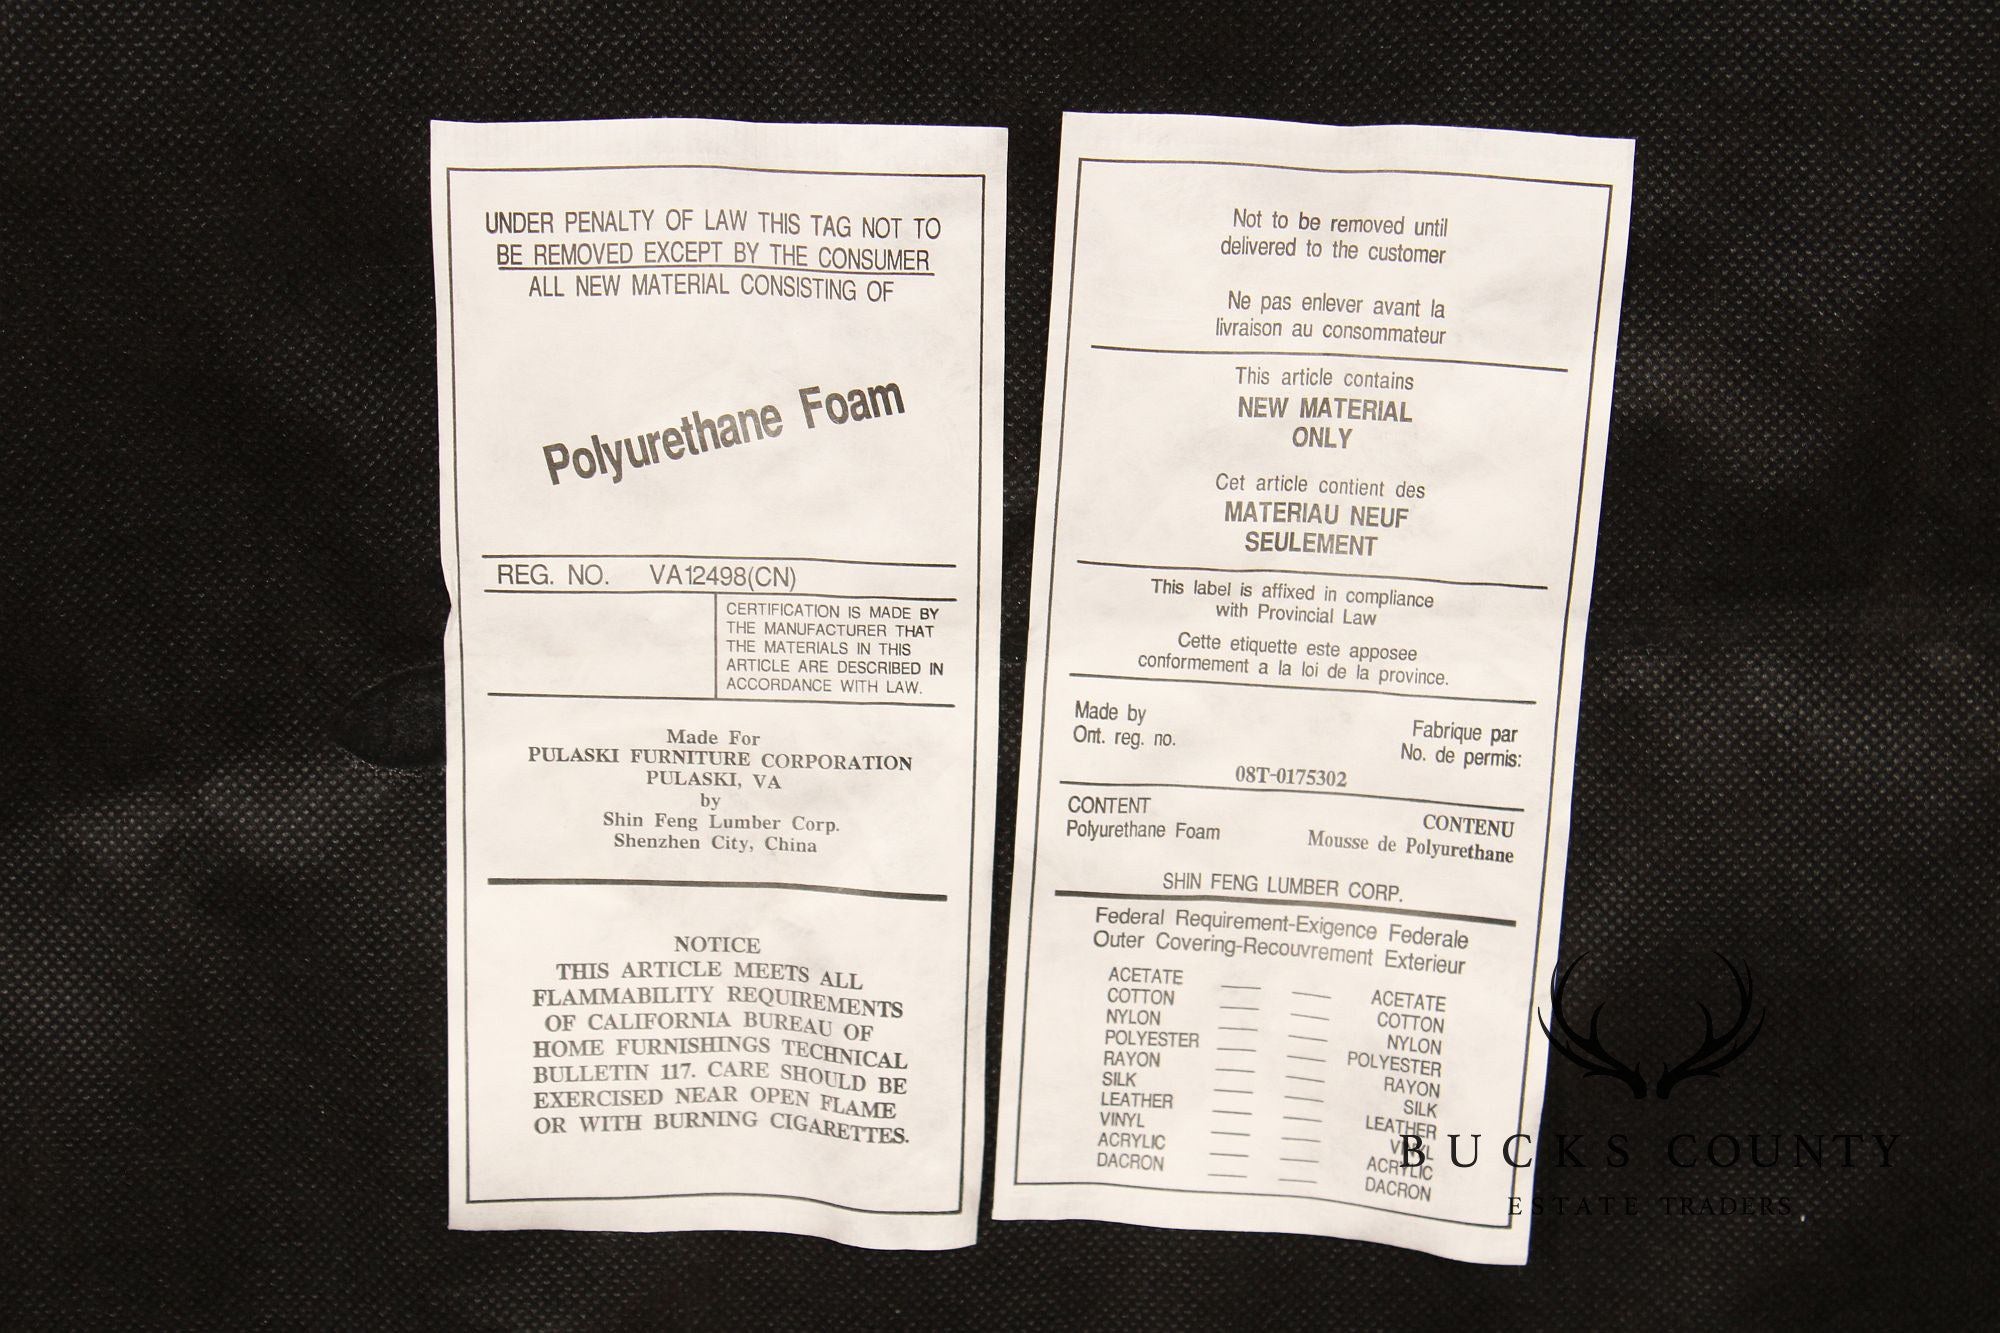 UNDER PENALTY OF LAW THIS TAG NOT TO
BE REMOVED EXCEPT BY THE CONSUMER
ALL NEW MATERIAL CONSISTING OF
Polyurethane Foam
REG. NO. VA12498(CN)
CERTIFICATION IS MADE BY
THE MANUFACTURER THAT
THE MATERIALS IN THIS
ARTICLE ARE DESCRIBED IN
ACCORDANCE WITH LAW.
Made For
PULASKI FURNITURE CORPORATION
PULASKI, VA
by
Shin Feng Lumber Corp.
Shenzhen City, China
NOTICE
THIS ARTICLE MEETS ALL
FLAMMABILITY REQUIREMENTS
OF CALIFORNIA BUREAU OF
HOME FURNISHINGS TECHNICAL
BULLETIN 117. CARE SHOULD BE
EXERCISED NEAR OPEN FLAME
OR WITH BURNING CIGARETTES.
Not to be removed until
delivered to the customer
Ne pas enlever avant la
livraison au consommateur
This article contains
NEW MATERIAL
ONLY
Cet article contient des
MATERIAU NEUF
SEULEMENT
This label is affixed in compliance
with Provincial Law
Cette etiquette este apposee
conformement a la loi de la province.
Made by Fabrique par
Ont. reg. no. No. de permis:
08T-0175302
CONTENT CONTENU
Polyurethane Foam Mousse de Polyurethane
SHIN FENG LUMBER CORP.
Federal Requirement-Exigence Federale
Outer Covering-Recouvrement Exterieur
ACETATE ACETATE
COTTON COTTON
NYLON NYLON
POLYESTER POLYESTER
RAYON RAYON
SILK SILK
LEATHER LEATHER
VINYL VINYL
ACRYLIC ACRYLIC
DACRON DACRON
BUCKS COUNTY
ESTATE TRADERS